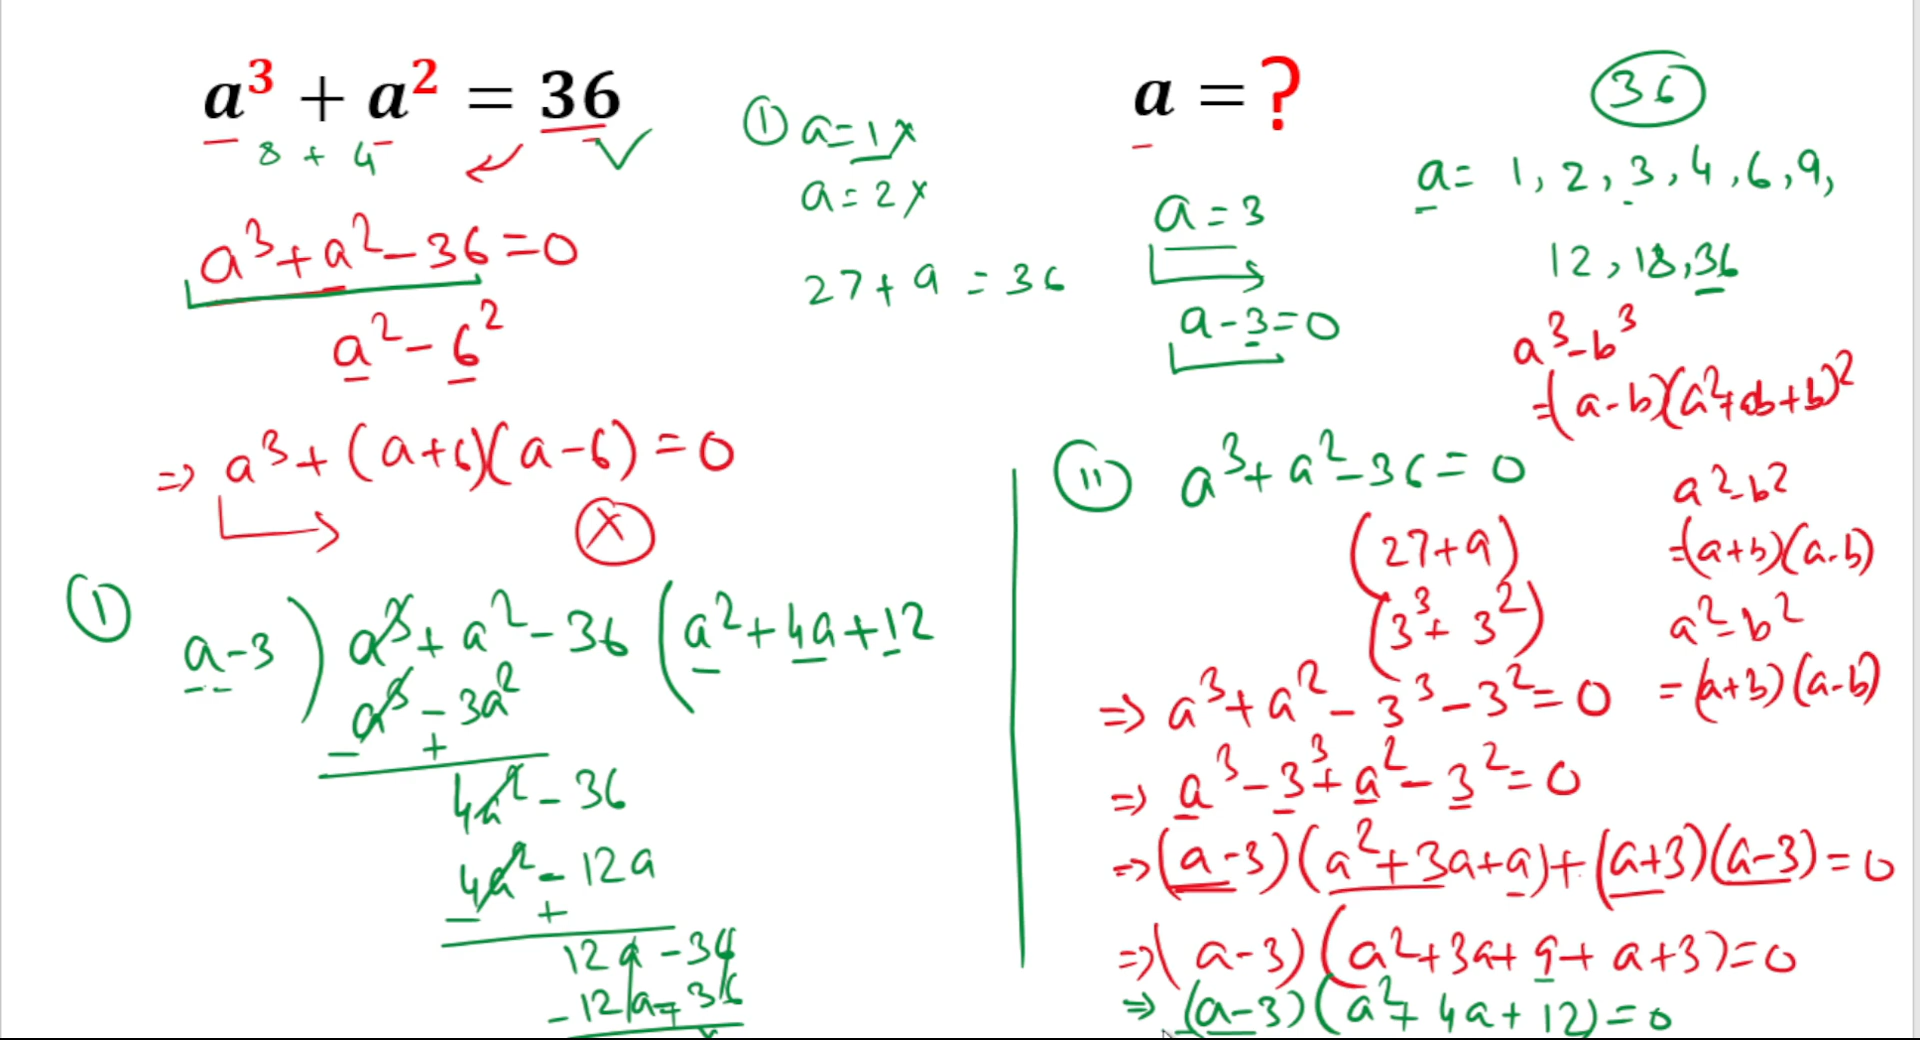 a³ + a² = 36
8 + 4
a³ + a² - 36 = 0
a² - 6²
⇒ a³ + (a+6)(a-6) = 0
x
① a = 1 x
a = 2 x
27 + 9 = 36
a = ?
a = 3
a - 3 = 0
36
a = 1, 2, 3, 4, 6, 9,
12, 18, 36
a³ - b³
= (a-b)(a²+ab+b)²
a² - b²
= (a+b)(a-b)
a² - b²
= (a+b)(a-b)
①
a - 3 ) a³ + a² - 36 ( a² + 4a + 12
a³ - 3a²
- +
4a² - 36
4a² - 12a
- +
12a - 36
- 12a - 36
x
⑪ a³ + a² - 36 = 0
(27+9)
(3³ + 3²)
⇒ a³ + a² - 3³ - 3² = 0
⇒ a³ - 3³ + a² - 3² = 0
⇒ (a-3)(a²+3a+9) + (a+3)(a-3) = 0
⇒ (a-3)(a²+3a+9+a+3) = 0
⇒ (a-3)(a²+4a+12) = 0